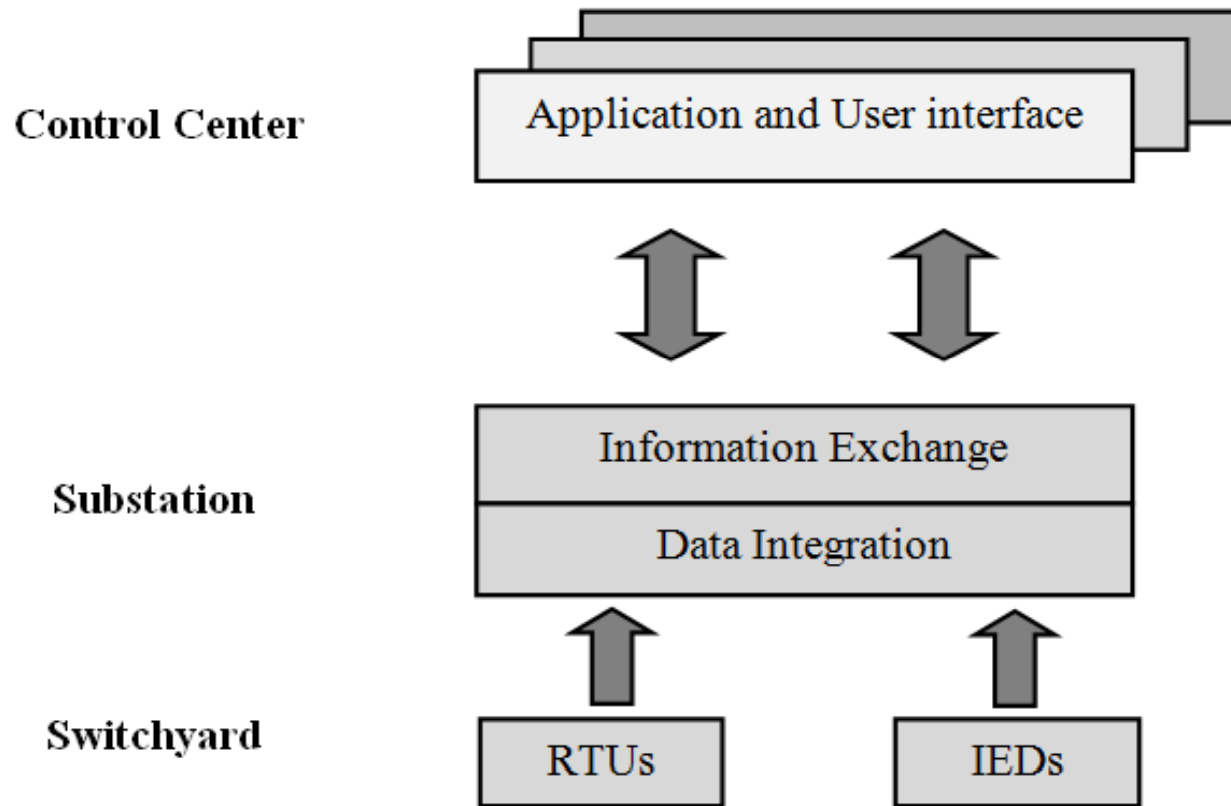 Control Center
Application and User interface
Substation
Information Exchange
Data Integration
Switchyard
RTUs
IEDs